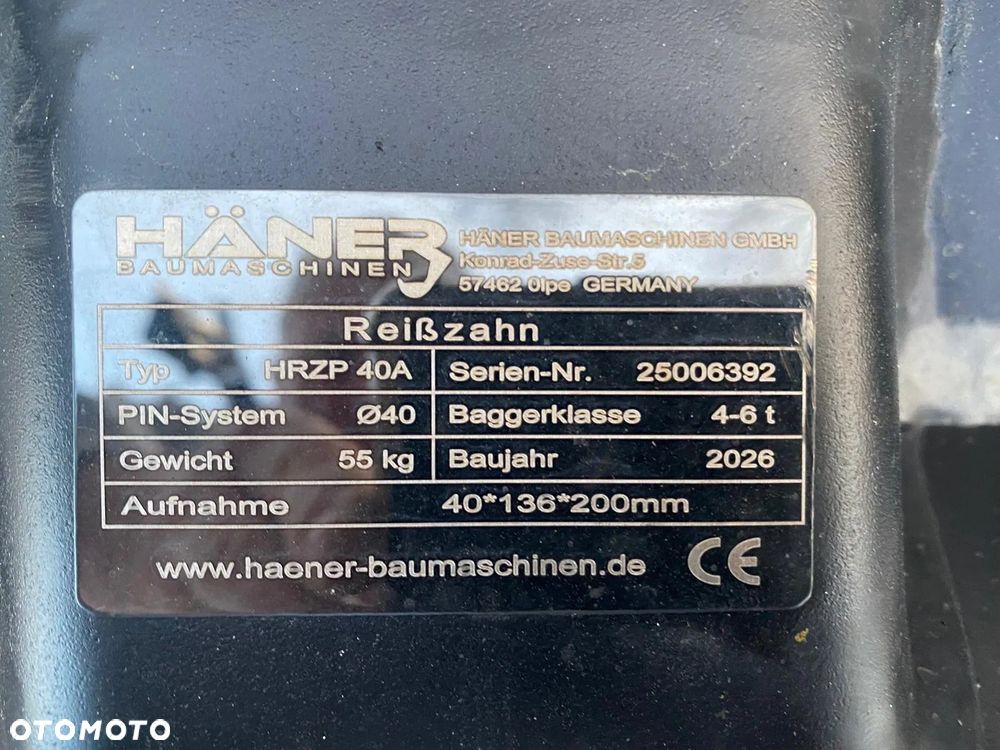 HÄNER
BAUMASCHINEN
HÄNER BAUMASCHINEN GMBH
Konrad-Zuse-Str.5
57462 Olpe GERMANY
Reißzahn
Typ HRZP 40A Serien-Nr. 25006392
PIN-System Ø40 Baggerklasse 4-6 t
Gewicht 55 kg Baujahr 2026
Aufnahme 40*136*200mm
www.haener-baumaschinen.de CE
OTOMOTO